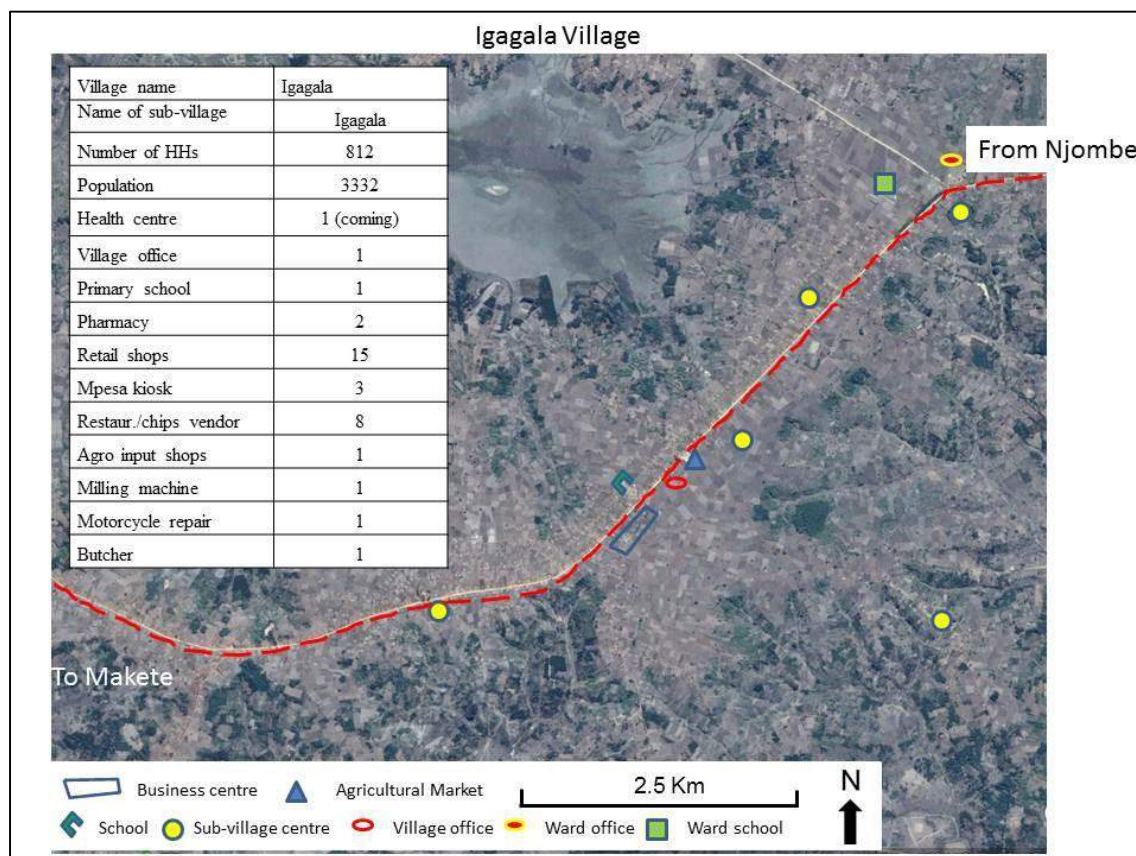 Igagala Village
Village name Igagala
Name of sub-village Igagala
Number of HHs 812
Population 3332
Health centre 1 (coming)
Village office 1
Primary school 1
Pharmacy 2
Retail shops 15
Mpesa kiosk 3
Restaur./chips vendor 8
Agro input shops 1
Milling machine 1
Motorcycle repair 1
Butcher 1
From Njombe
To Makete
Business centre Agricultural Market 2.5 Km N
School Sub-village centre Village office Ward office Ward school